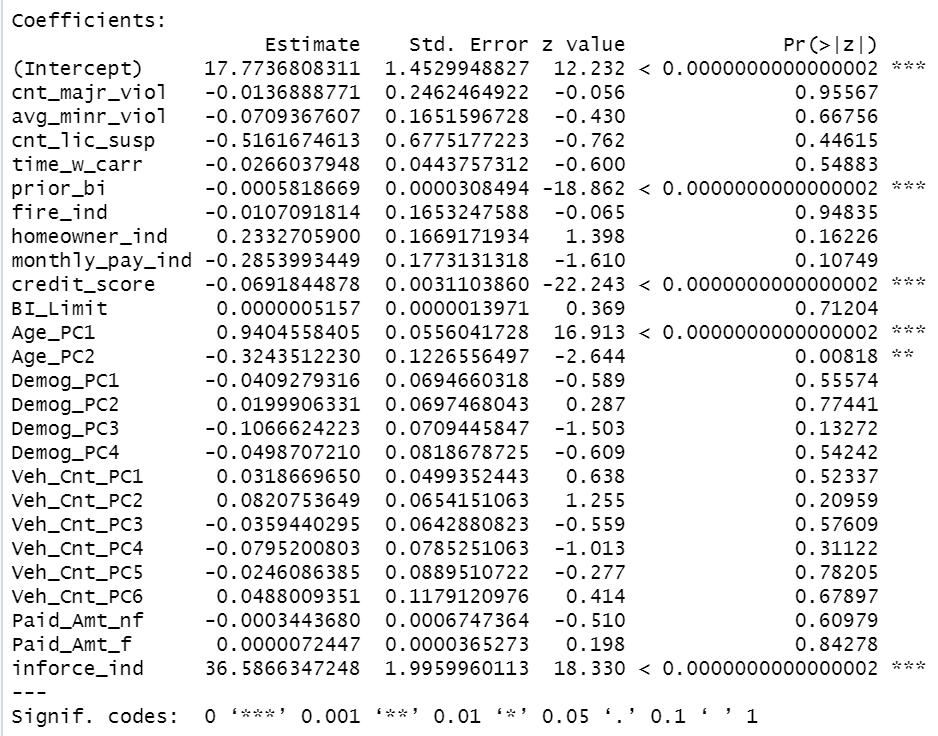 Coefficients:
Estimate Std. Error z value Pr(>|z|)
(Intercept) 17.7736808311 1.4529948827 12.232 < 0.0000000000000002 ***
cnt_majr_viol -0.0136888771 0.2462464922 -0.056 0.95567
avg_minr_viol -0.0709367607 0.1651596728 -0.430 0.66756
cnt_lic_susp -0.5161674613 0.6775177223 -0.762 0.44615
time_w_carr -0.0266037948 0.0443757312 -0.600 0.54883
prior_bi -0.0005818669 0.0000308494 -18.862 < 0.0000000000000002 ***
fire_ind -0.0107091814 0.1653247588 -0.065 0.94835
homeowner_ind 0.2332705900 0.1669171934 1.398 0.16226
monthly_pay_ind -0.2853993449 0.1773131318 -1.610 0.10749
credit_score -0.0691844878 0.0031103860 -22.243 < 0.0000000000000002 ***
BI_Limit 0.0000005157 0.0000013971 0.369 0.71204
Age_PC1 0.9404558405 0.0556041728 16.913 < 0.0000000000000002 ***
Age_PC2 -0.3243512230 0.1226556497 -2.644 0.00818 **
Demog_PC1 -0.0409279316 0.0694660318 -0.589 0.55574
Demog_PC2 0.0199906331 0.0697468043 0.287 0.77441
Demog_PC3 -0.1066624223 0.0709445847 -1.503 0.13272
Demog_PC4 -0.0498707210 0.0818678725 -0.609 0.54242
Veh_Cnt_PC1 0.0318669650 0.0499352443 0.638 0.52337
Veh_Cnt_PC2 0.0820753649 0.0654151063 1.255 0.20959
Veh_Cnt_PC3 -0.0359440295 0.0642880823 -0.559 0.57609
Veh_Cnt_PC4 -0.0795200803 0.0785251063 -1.013 0.31122
Veh_Cnt_PC5 -0.0246086385 0.0889510722 -0.277 0.78205
Veh_Cnt_PC6 0.0488009351 0.1179120976 0.414 0.67897
Paid_Amt_nf -0.0003443680 0.0006747364 -0.510 0.60979
Paid_Amt_f 0.0000072447 0.0000365273 0.198 0.84278
inforce_ind 36.5866347248 1.9959960113 18.330 < 0.0000000000000002 ***
---
Signif. codes: 0 ‘***’ 0.001 ‘**’ 0.01 ‘*’ 0.05 ‘.’ 0.1 ‘ ’ 1